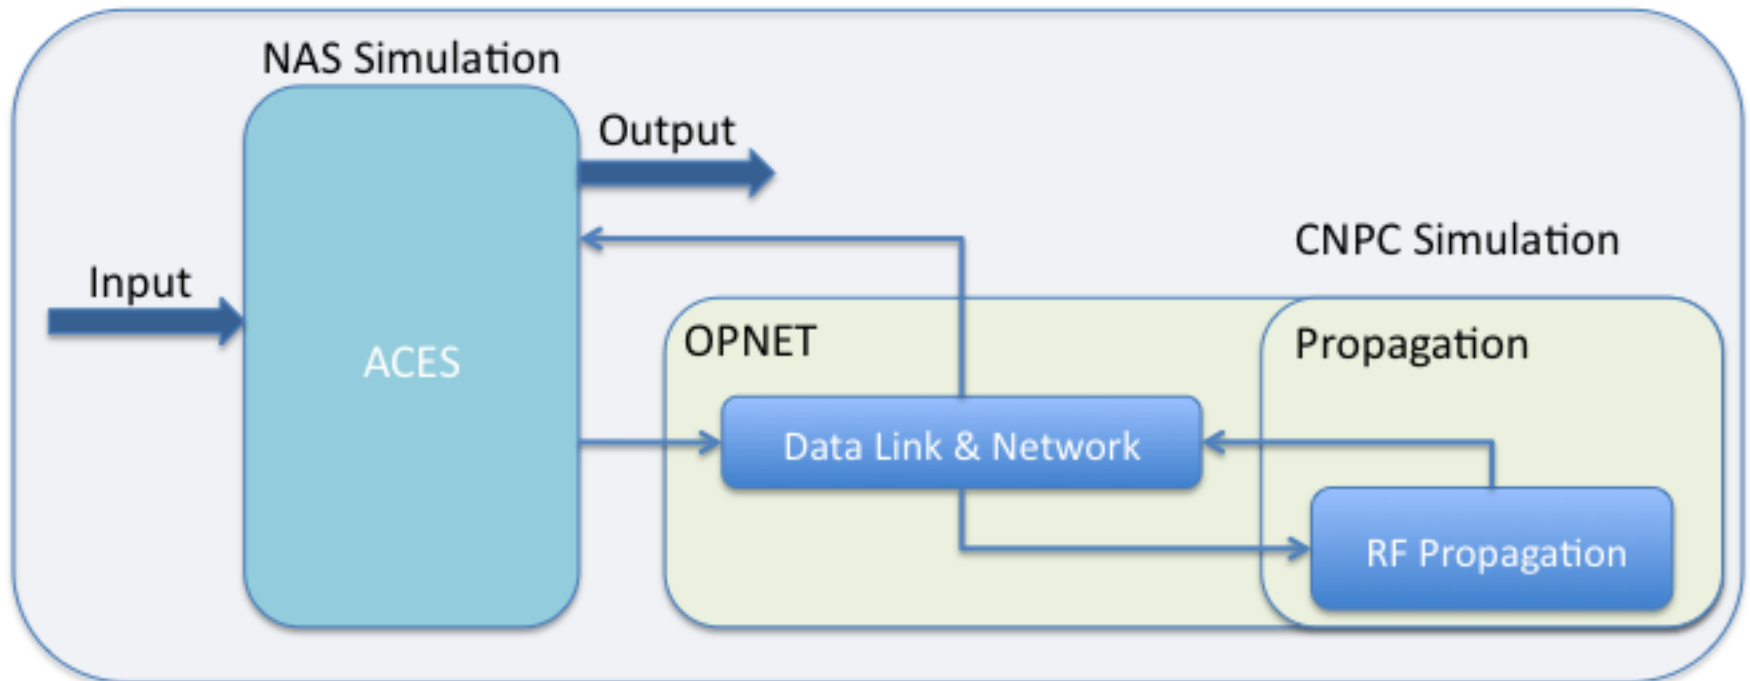 NAS Simulation
Output
CNPC Simulation
Input
OPNET
Propagation
ACES
Data Link & Network
RF Propagation